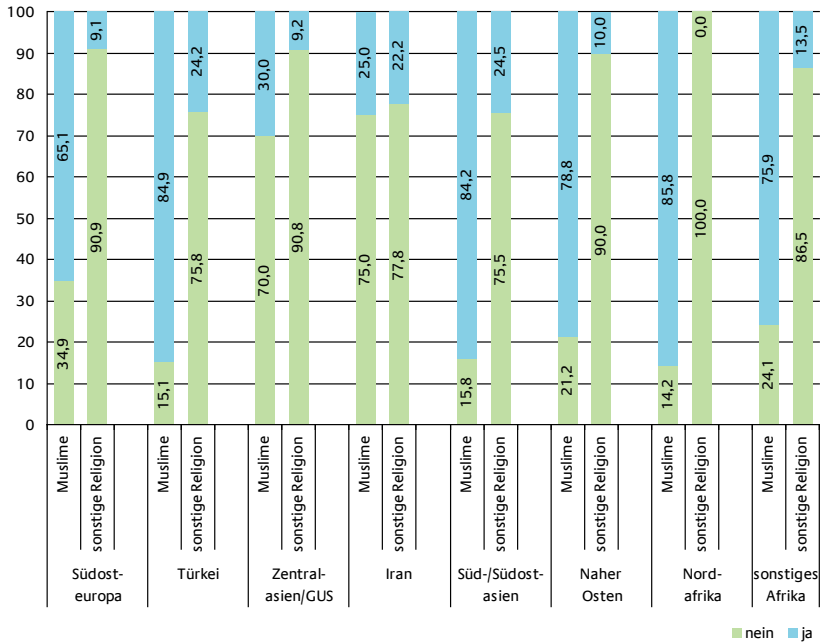 100
90
80
70
60
50
40
30
20
10
0
65,1
34,9
9,1
90,9
84,9
15,1
24,2
75,8
30,0
70,0
9,2
90,8
25,0
75,0
22,2
77,8
84,2
15,8
24,5
75,5
78,8
21,2
10,0
90,0
85,8
14,2
0,0
100,0
75,9
24,1
13,5
86,5
Muslime
sonstige Religion
Muslime
sonstige Religion
Muslime
sonstige Religion
Muslime
sonstige Religion
Muslime
sonstige Religion
Muslime
sonstige Religion
Muslime
sonstige Religion
Muslime
sonstige Religion
Südost-
europa
Türkei
Zentral-
asien/GUS
Iran
Süd-/Südost-
asien
Naher
Osten
Nord-
afrika
sonstiges
Afrika
nein ja